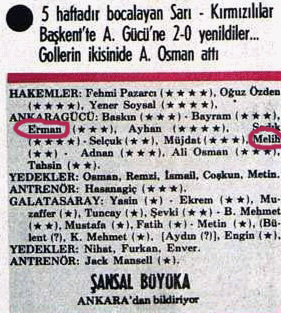 5 haftadır bocalayan Sarı - Kırmızılılar
Başkent'te A. Gücü'ne 2-0 yenildiler...
Gollerin ikisinide A. Osman attı
HAKEMLER: Fehmi Pazarcı (★★★★), Oğuz Özden
(★★★★), Yener Soysal (★★★★).
ANKARAGÜCÜ: Baskın (★★★) - Bayram (★★★),
Erman (★★★), Ayhan (★★★),
(★★★★) - Selçuk (★★★), Müjdat (★★★★), Melih
(★★) - Adnan (★★★), Ali Osman (★★★★),
Tahsin (★★).
YEDEKLER: Osman, Remzi, İsmail, Coşkun, Metin.
ANTRENÖR: Hasanagiç (★★★★).
GALATASARAY: Yasin (★) - Ekrem (★★), Mu-
zaffer (★), Tuncay (★), Şevki (★★) - B. Mehmet
(★★), Mustafa (★), Fatih (★) - Metin (★), (Bü-
lent (?), K. Mehmet (★), [Aydın (?)], Engin (★),
YEDEKLER: Nihat, Furkan, Enver.
ANTRENÖR: Jack Mansell (★).
ŞANSAL BÜYÜKA
ANKARA'dan bildiriyor